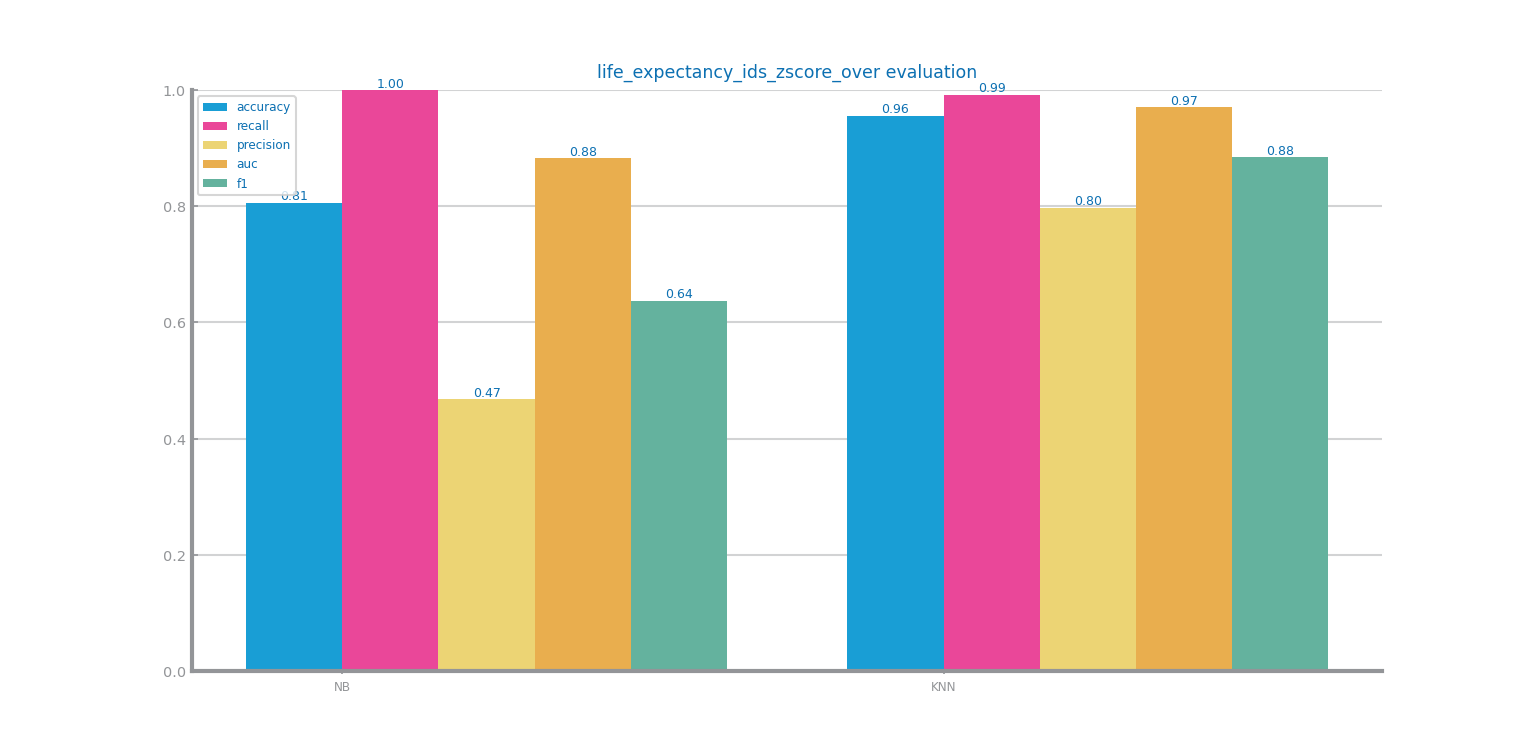 life_expectancy_ids_zscore_over evaluation
1.0
0.8
0.6
0.4
0.2
0.0
accuracy
recall
precision
auc
f1
0.81
1.00
0.47
0.88
0.64
0.96
0.99
0.80
0.97
0.88
NB
KNN